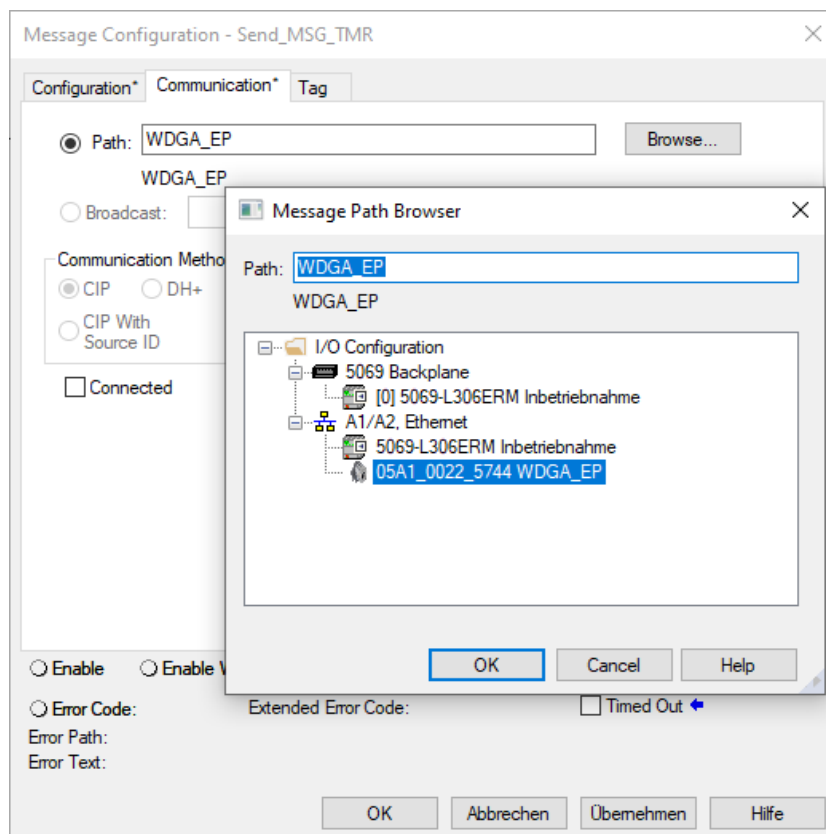 Message Configuration - Send_MSG_TMR
Configuration* Communication* Tag
Path: WDGA_EP Browse...
WDGA_EP
Broadcast:
Communication Metho
CIP DH+
CIP With
Source ID
Connected
Message Path Browser
Path: WDGA_EP
WDGA_EP
I/O Configuration
5069 Backplane
[0] 5069-L306ERM Inbetriebnahme
A1/A2, Ethernet
5069-L306ERM Inbetriebnahme
05A1_0022_5744 WDGA_EP
OK Cancel Help
Enable Enable W
Error Code: Extended Error Code: Timed Out
Error Path:
Error Text:
OK Abbrechen Übernehmen Hilfe